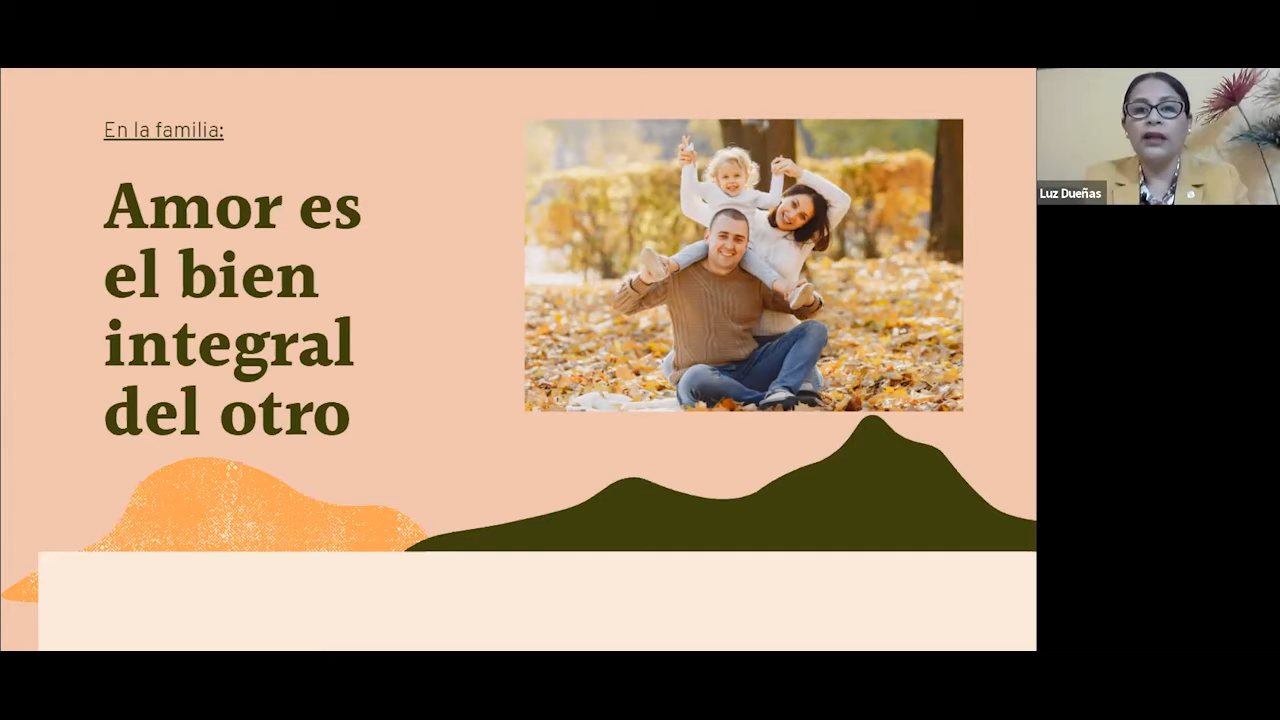 En la familia:
Amor es
el bien
integral
del otro
Luz Dueñas